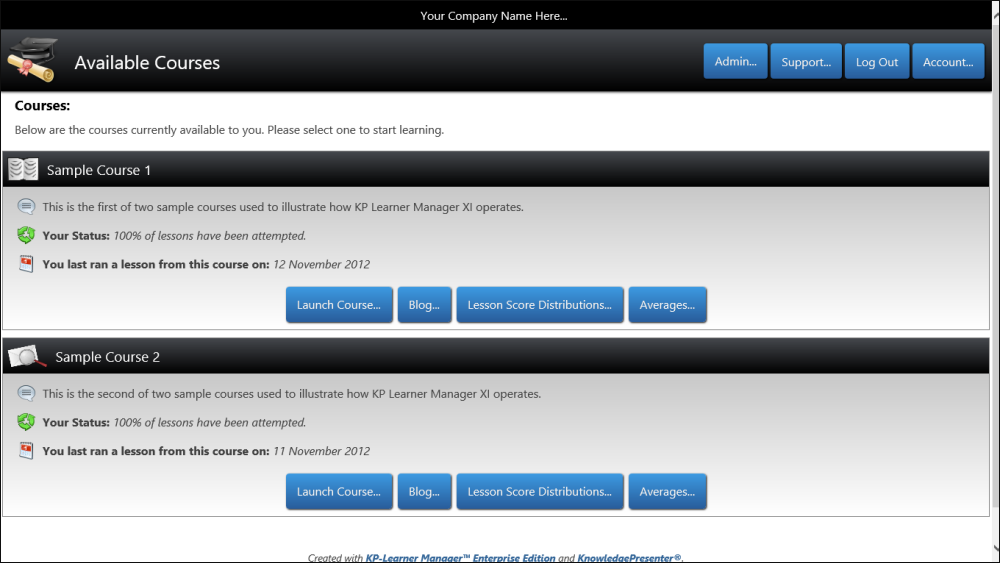 Your Company Name Here...
Available Courses
Admin...
Support...
Log Out
Account...
Courses:
Below are the courses currently available to you. Please select one to start learning.
Sample Course 1
This is the first of two sample courses used to illustrate how KP Learner Manager XI operates.
Your Status: 100% of lessons have been attempted.
You last ran a lesson from this course on: 12 November 2012
Launch Course...
Blog...
Lesson Score Distributions...
Averages...
Sample Course 2
This is the second of two sample courses used to illustrate how KP Learner Manager XI operates.
Your Status: 100% of lessons have been attempted.
You last ran a lesson from this course on: 11 November 2012
Launch Course...
Blog...
Lesson Score Distributions...
Averages...
Created with KP-Learner Manager™ Enterprise Edition and KnowledgePresenter®.